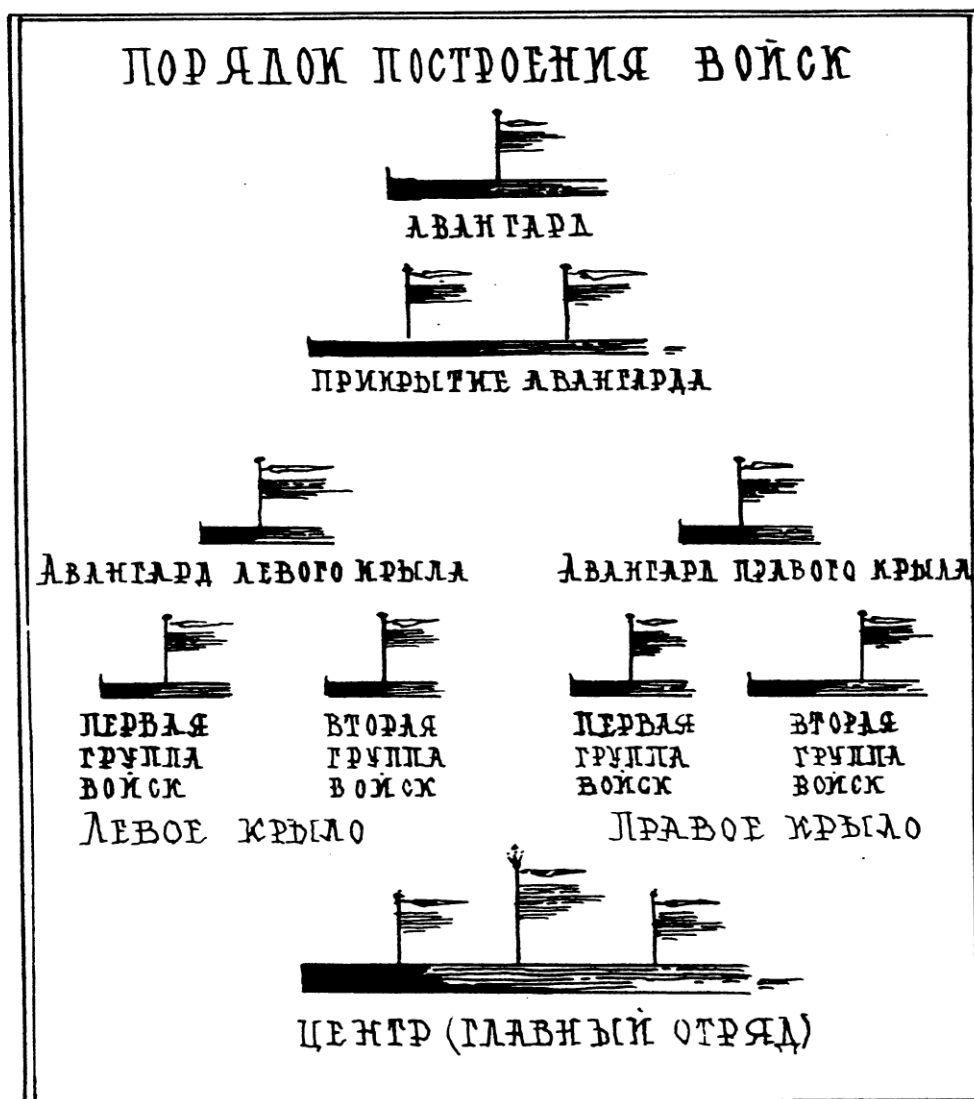 ПОРЯДОК ПОСТРОЕНИЯ ВОЙСК
АВАНГАРД
ПРИКРЫТИЕ АВАНГАРДА
АВАНГАРД ЛЕВОГО КРЫЛА
АВАНГАРД ПРАВОГО КРЫЛА
ПЕРВАЯ
ГРУППА
ВОЙСК
ВТОРАЯ
ГРУППА
ВОЙСК
ПЕРВАЯ
ГРУППА
ВОЙСК
ВТОРАЯ
ГРУППА
ВОЙСК
ЛЕВОЕ КРЫЛО
ПРАВОЕ КРЫЛО
ЦЕНТР (ГЛАВНЫЙ ОТРЯД)